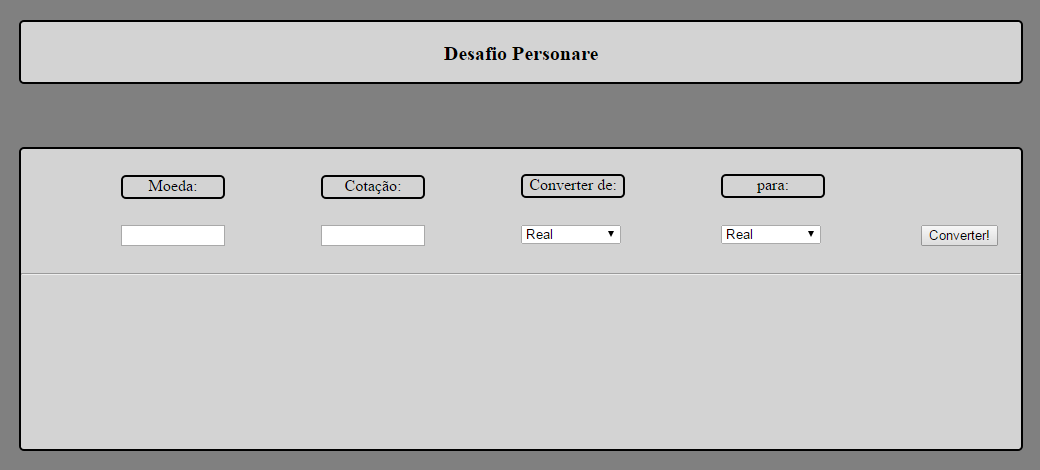 Desafio Personare
Moeda: Cotação: Converter de: para:
Real Real Converter!